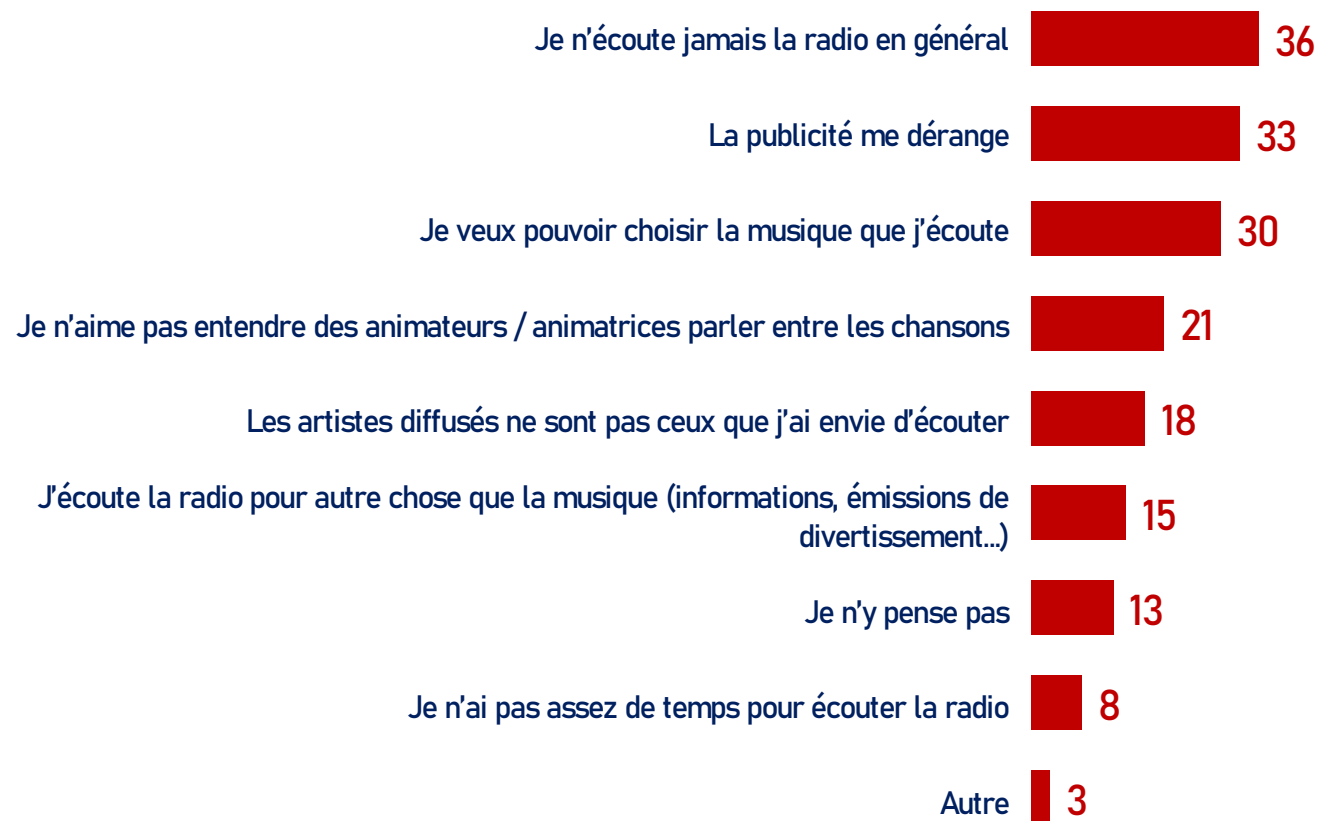 Je n’écoute jamais la radio en général 36
La publicité me dérange 33
Je veux pouvoir choisir la musique que j’écoute 30
Je n’aime pas entendre des animateurs / animatrices parler entre les chansons 21
Les artistes diffusés ne sont pas ceux que j’ai envie d’écouter 18
J’écoute la radio pour autre chose que la musique (informations, émissions de
divertissement...) 15
Je n’y pense pas 13
Je n’ai pas assez de temps pour écouter la radio 8
Autre 3